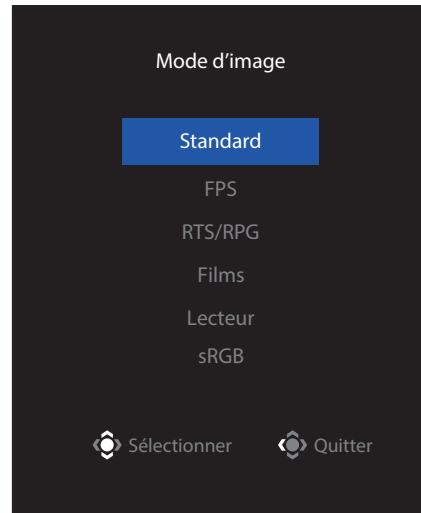 Mode d’image
Standard
FPS
RTS/RPG
Films
Lecteur
sRGB
Sélectionner Quitter